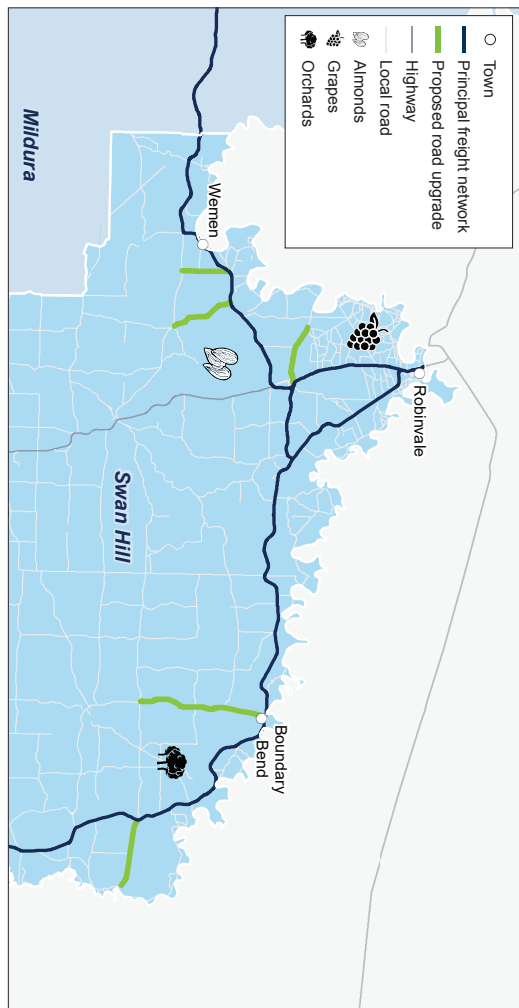 Town
Principal freight network
Proposed road upgrade
Highway
Local road
Almonds
Grapes
Orchards
Mildura
Wemen
Robinvale
Swan Hill
Boundary
Bend